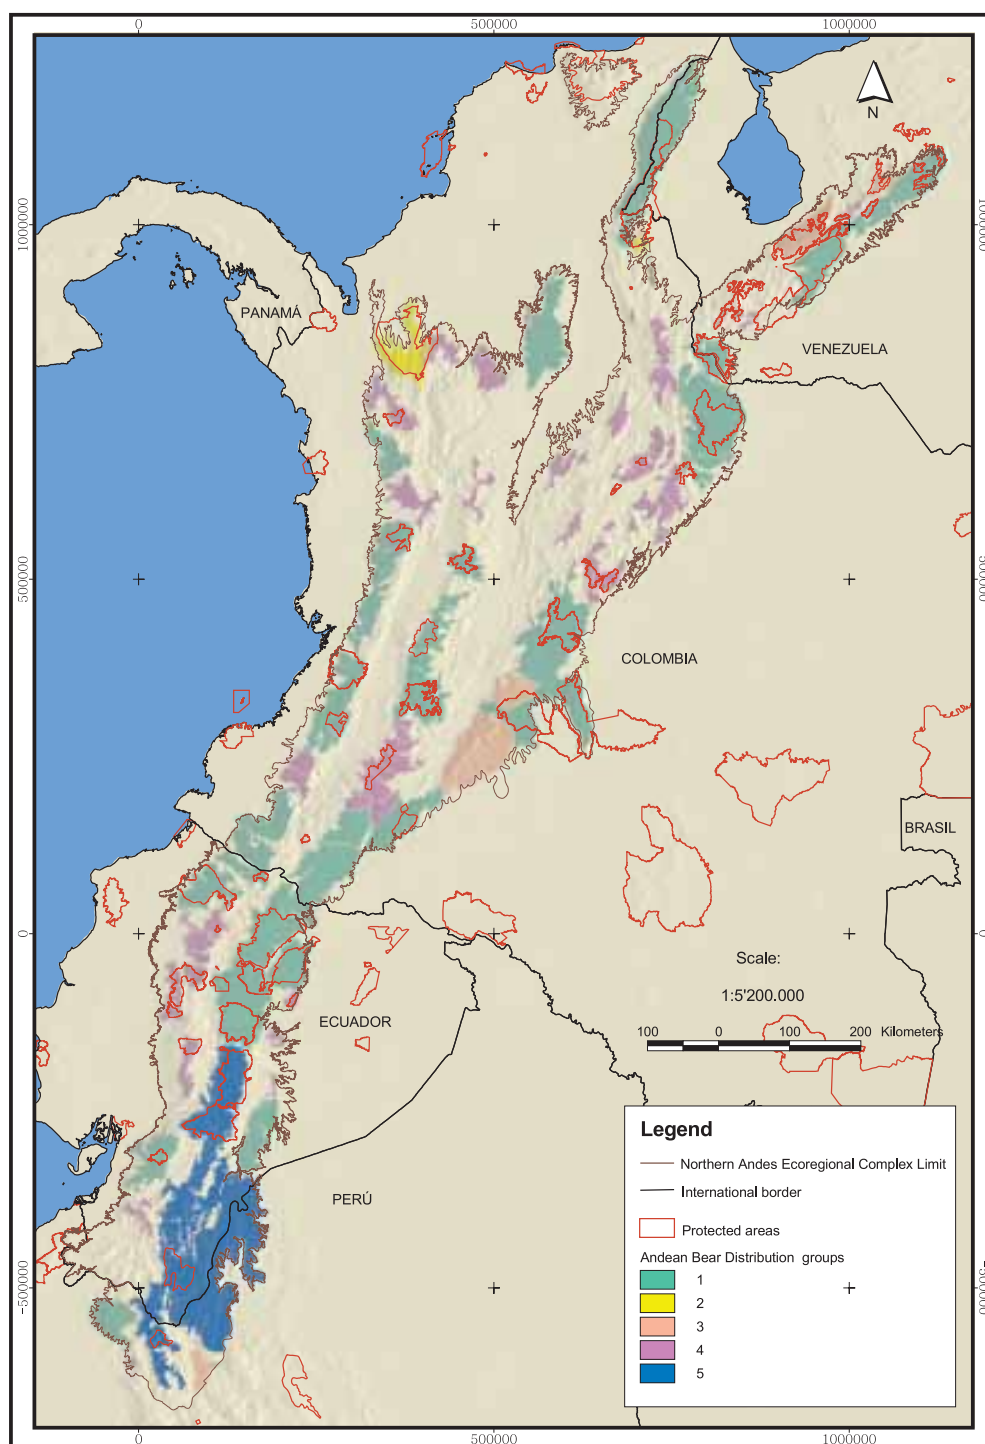 0 500000 1000000
N
1000000 1000000
PANAMÁ
VENEZUELA
500000 500000
COLOMBIA
BRASIL
0 0
Scale:
1:5'200.000
ECUADOR
100 0 100 200 Kilometers
Legend
Northern Andes Ecoregional Complex Limit
International border
PERÚ
Protected areas
Andean Bear Distribution groups
-500000 -500000
1
2
3
4
5
0 500000 1000000